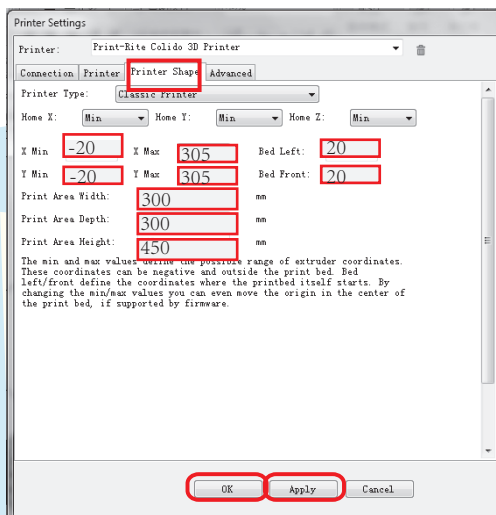 Printer Settings
Printer: Print-Rite Colido 3D Printer
Connection Printer Printer Shape Advanced
Printer Type: Classic Printer
Home X: Min Home Y: Min Home Z: Min
X Min -20 X Max 305 Bed Left: 20
Y Min -20 Y Max 305 Bed Front: 20
Print Area Width: 300 mm
Print Area Depth: 300 mm
Print Area Height: 450 mm
The min and max values define the possible range of extruder coordinates.
These coordinates can be negative and outside the print bed. Bed
left/front define the coordinates where the printbed itself starts. By
changing the min/max values you can even move the origin in the center of
the print bed, if supported by firmware.
OK Apply Cancel